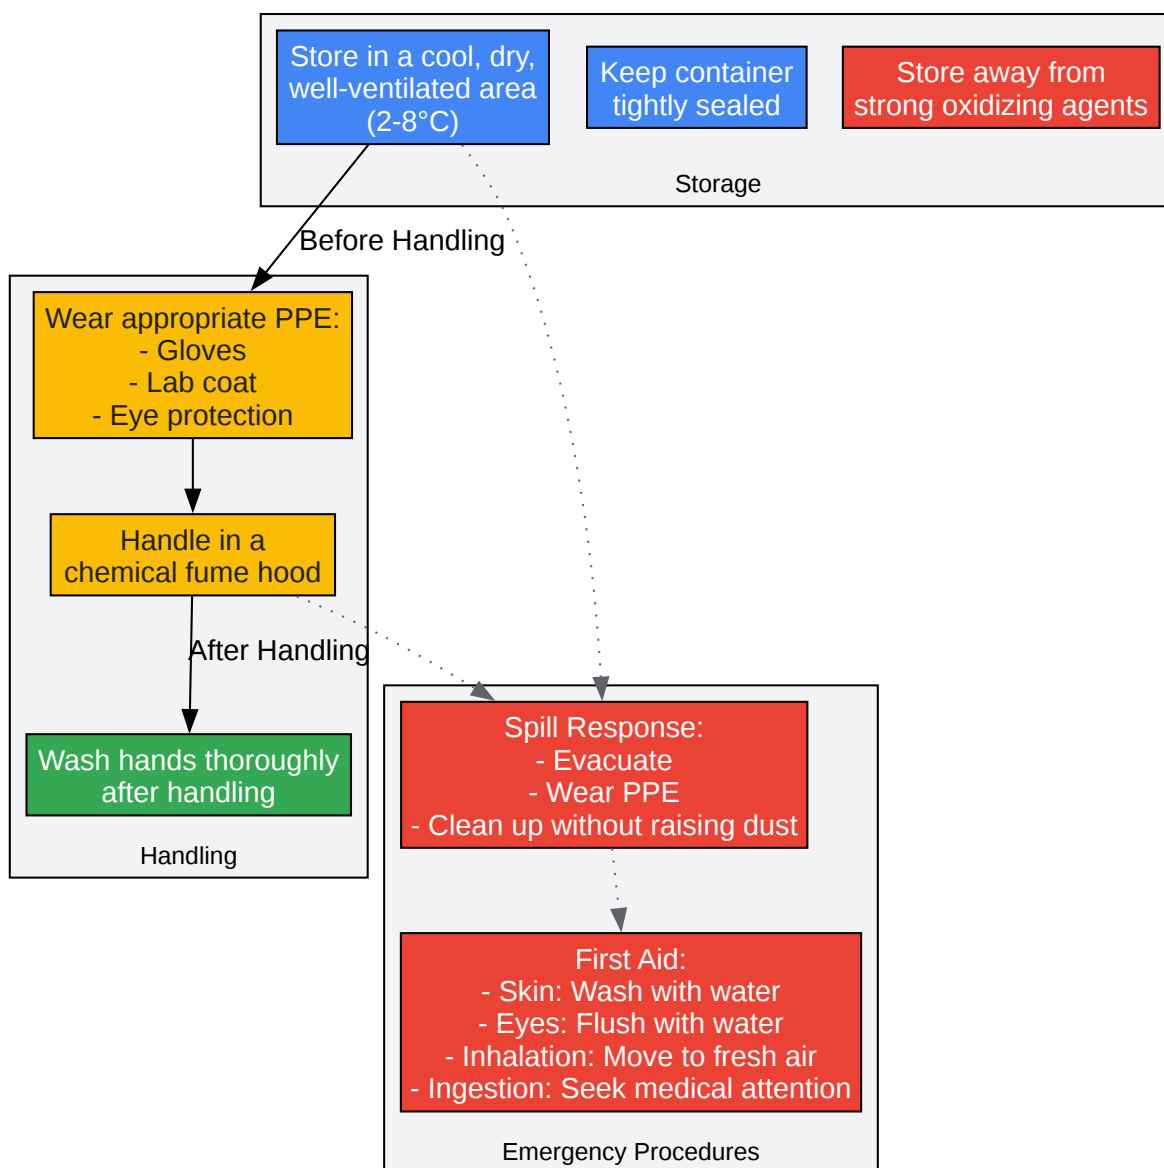 Store in a cool, dry,
well-ventilated area
(2-8°C)
Keep container
tightly sealed
Store away from
strong oxidizing agents
Storage
Before Handling
Wear appropriate PPE:
- Gloves
- Lab coat
- Eye protection
Handle in a
chemical fume hood
After Handling
Wash hands thoroughly
after handling
Handling
Spill Response:
- Evacuate
- Wear PPE
- Clean up without raising dust
First Aid:
- Skin: Wash with water
- Eyes: Flush with water
- Inhalation: Move to fresh air
- Ingestion: Seek medical attention
Emergency Procedures